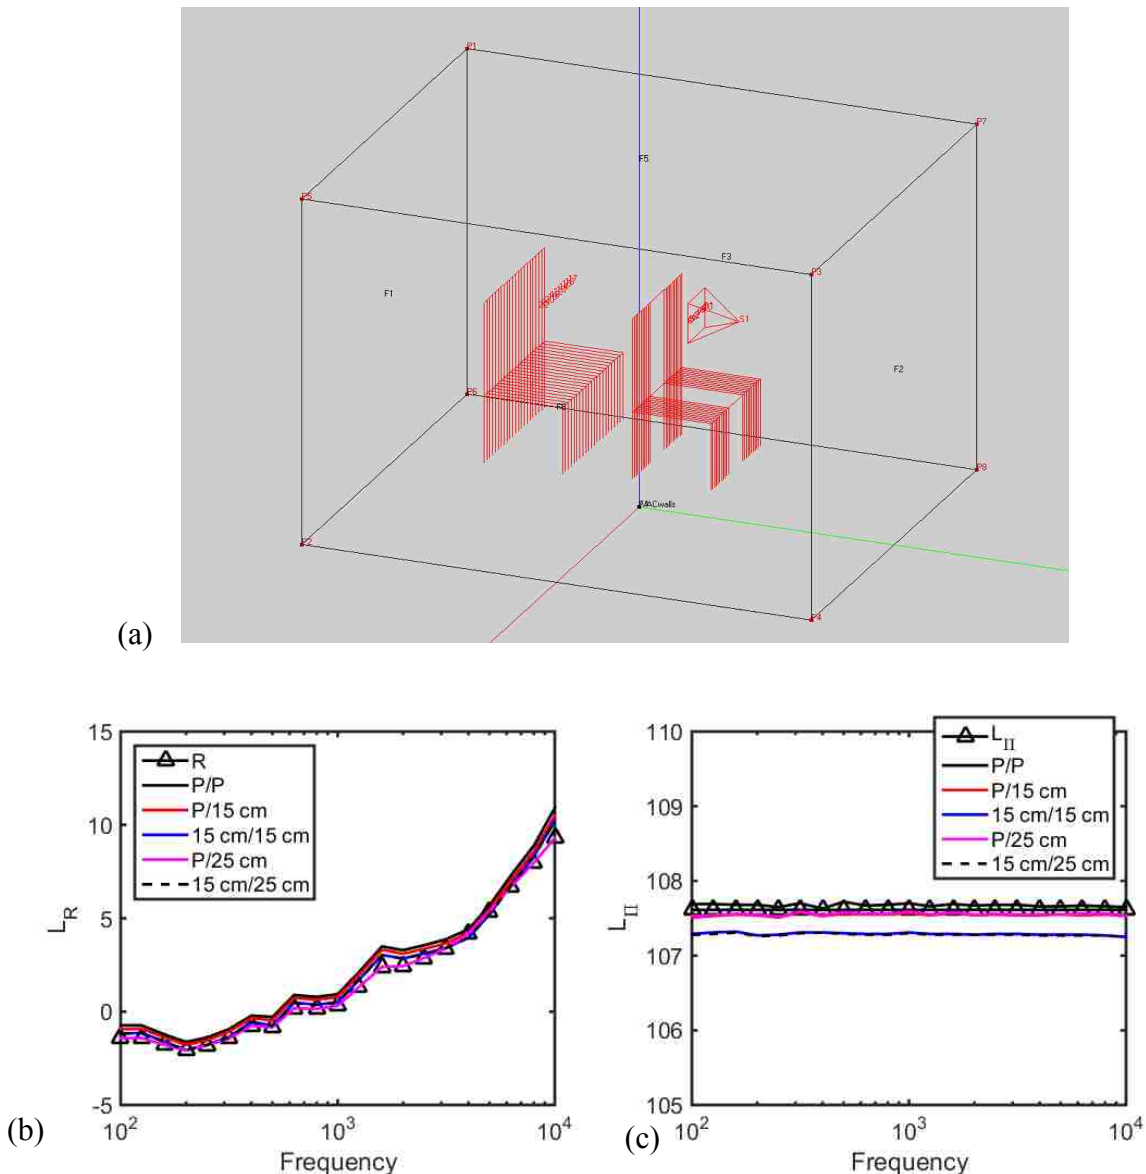 P1
P7
F5
P5
F3
P3
F1
S1
F2
P6
F6
P8
MACwalls
P2
P4
(a)
15
10
5
0
-5
L_R
R
P/P
P/15 cm
15 cm/15 cm
P/25 cm
15 cm/25 cm
10^2
10^3
10^4
Frequency
(b)
110
109
108
107
106
105
L_Π
L_Π
P/P
P/15 cm
15 cm/15 cm
P/25 cm
15 cm/25 cm
10^2
10^3
10^4
Frequency
(c)